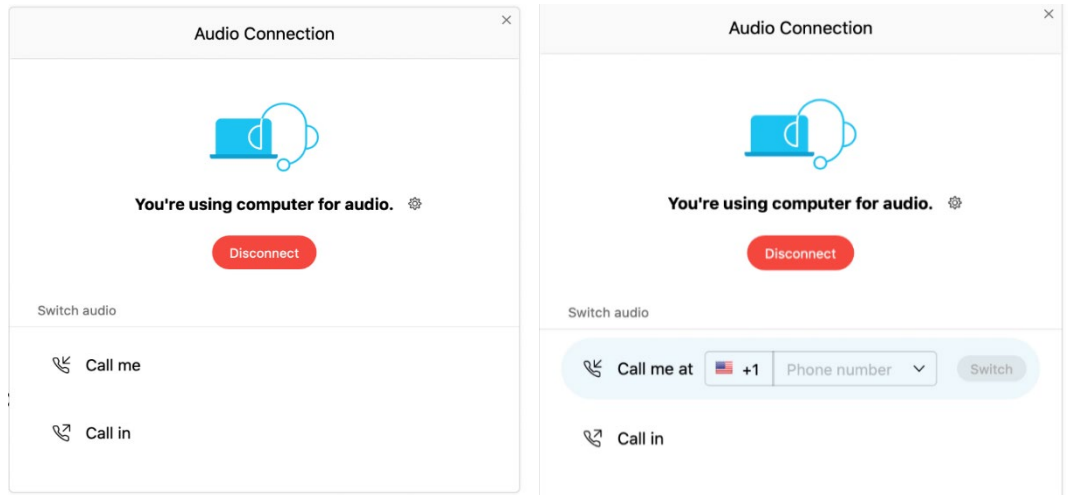 Audio Connection
You're using computer for audio.
Disconnect
Switch audio
Call me
Call in
Audio Connection
You're using computer for audio.
Disconnect
Switch audio
Call me at +1 Phone number Switch
Call in